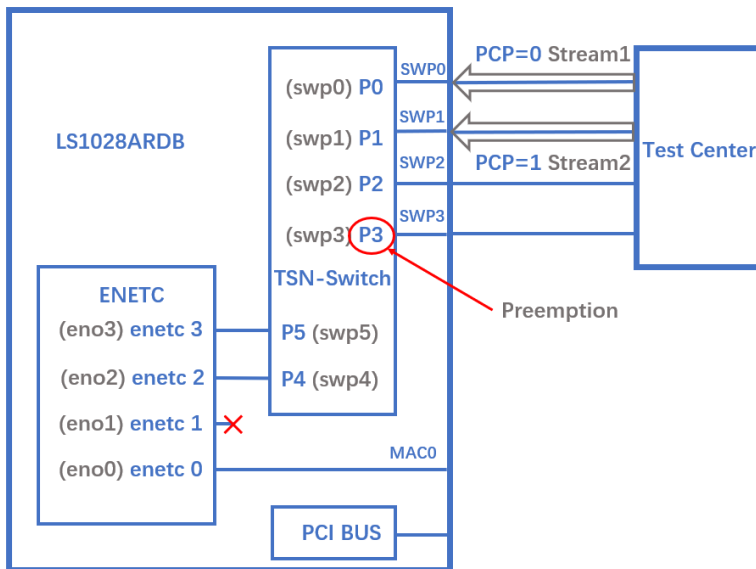 LS1028ARDB
(swp0) P0
(swp1) P1
(swp2) P2
(swp3) P3
TSN-Switch
P5 (swp5)
P4 (swp4)
SWP0
SWP1
SWP2
SWP3
PCP=0 Stream1
PCP=1 Stream2
Test Center
Preemption
ENETC
(eno3) enetc 3
(eno2) enetc 2
(eno1) enetc 1
(eno0) enetc 0
MAC0
PCI BUS